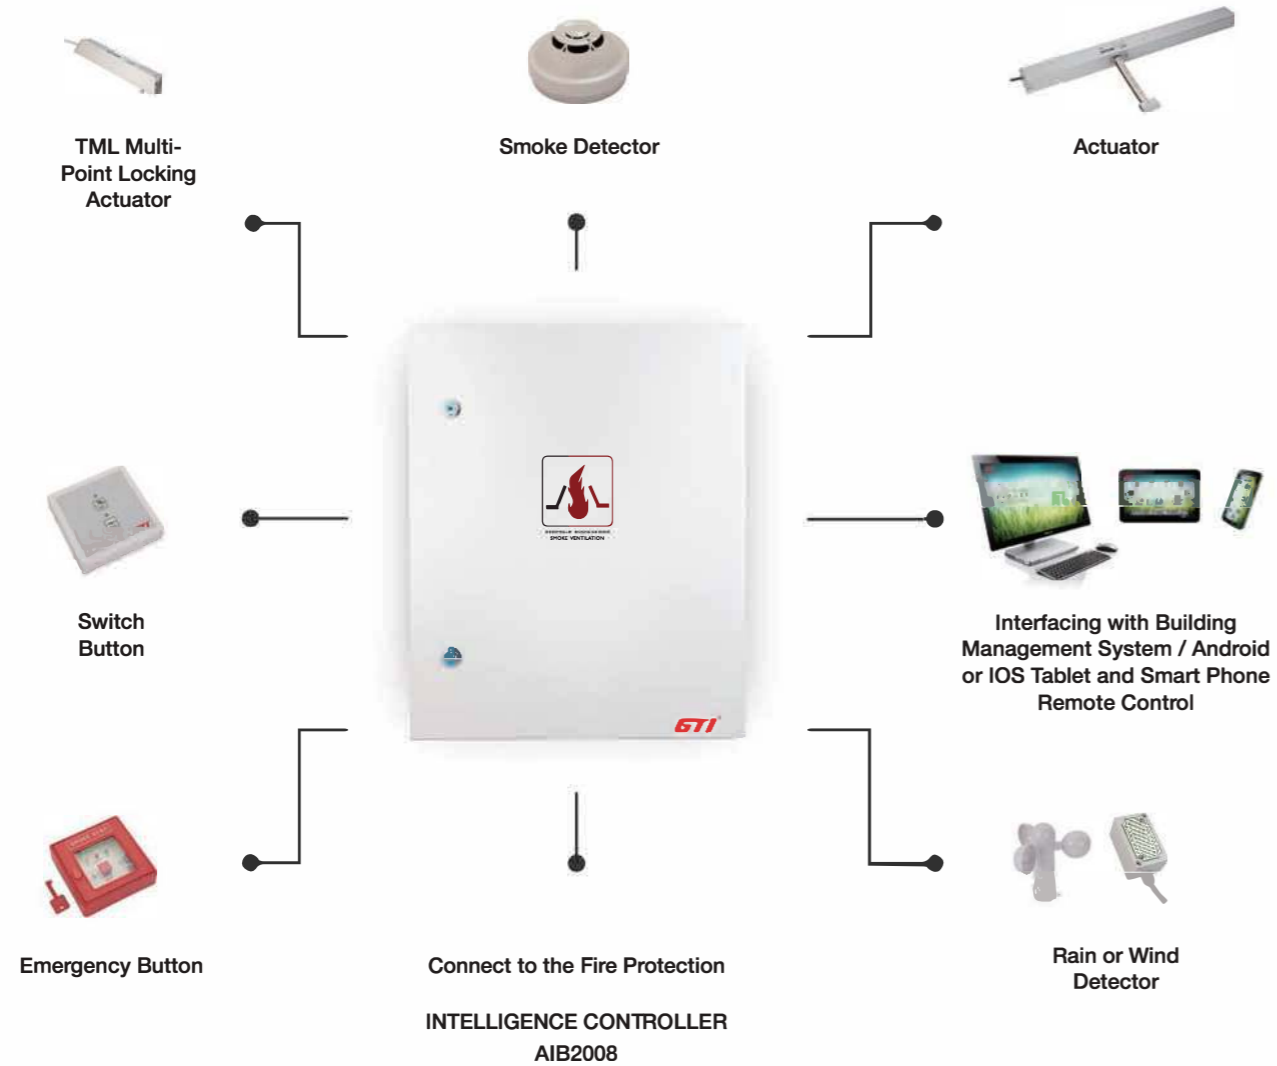 TML Multi-
Point Locking
Actuator
Smoke Detector
Actuator
SMOKE VENTILATION
Switch
Button
Interfacing with Building
Management System / Android
or IOS Tablet and Smart Phone
Remote Control
GTI
Emergency Button
Connect to the Fire Protection
Rain or Wind
Detector
INTELLIGENCE CONTROLLER
AIB2008